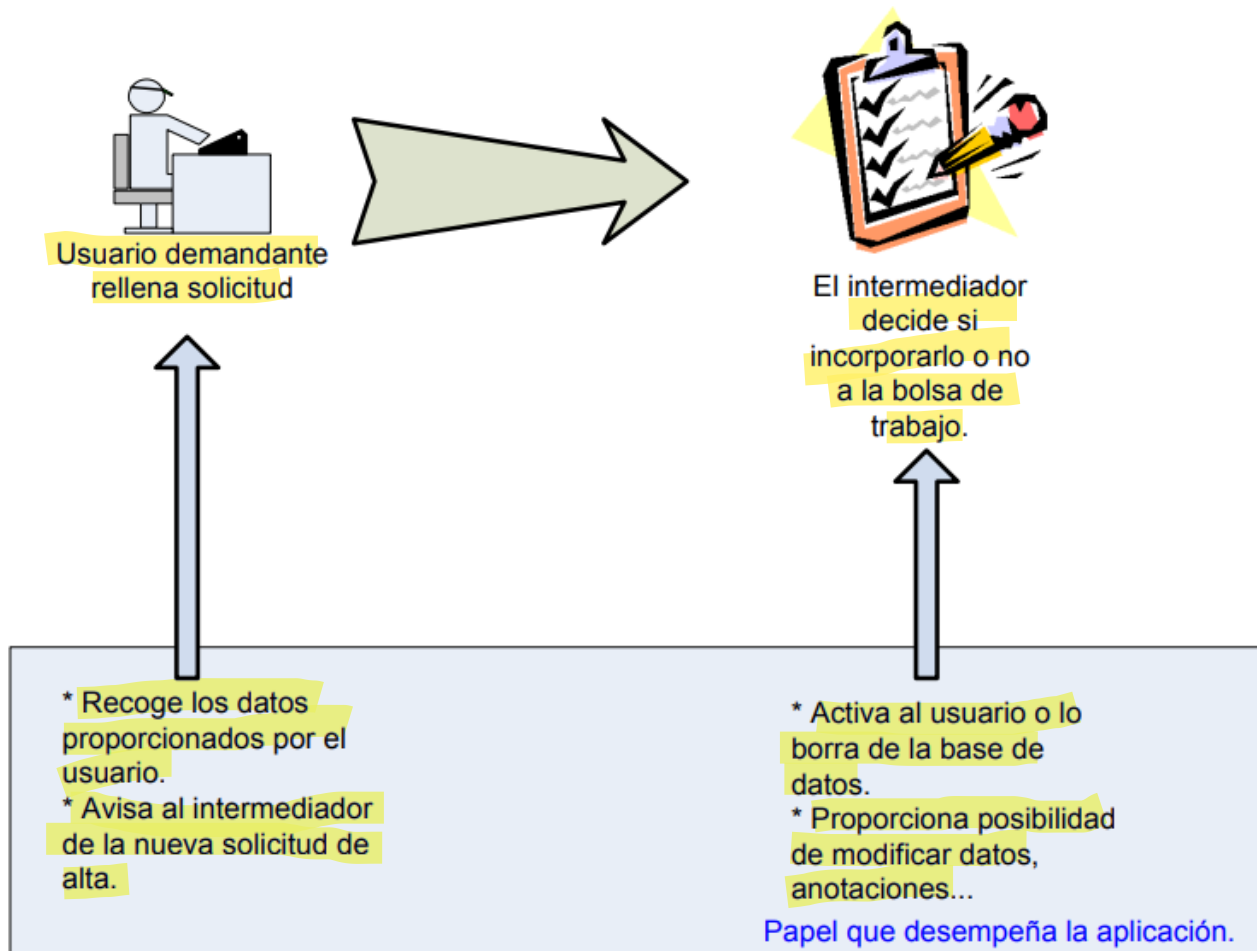 Usuario demandante
rellena solicitud
El intermediador
decide si
incorporarlo o no
a la bolsa de
trabajo.
* Recoge los datos
proporcionados por el
usuario.
* Avisa al intermediador
de la nueva solicitud de
alta.
* Activa al usuario o lo
borra de la base de
datos.
* Proporciona posibilidad
de modificar datos,
anotaciones...
Papel que desempeña la aplicación.